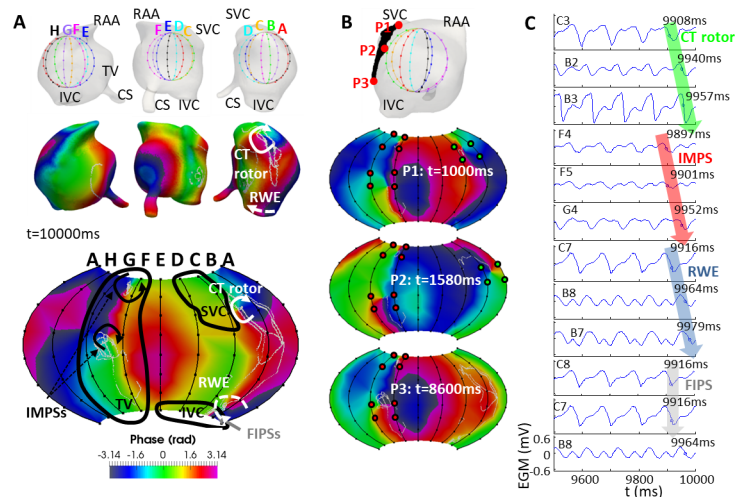 A
RAA
H G F E
TV
IVC
CS
RAA
F E D C
SVC
CS
IVC
SVC
D C B A
CS
IVC
CT
rotor
RWE
t=10000ms
A H G F E D C B A
CT rotor
SVC
RWE
IMPSs
TV
IVC
FIPSs
Phase (rad)
-3.14 -1.6 0 1.6 3.14
B
SVC
RAA
P1
P2
P3
IVC
P1: t=1000ms
P2: t=1580ms
P3: t=8600ms
C
C3
9908ms
CT rotor
B2
9940ms
B3
9957ms
F4
9897ms
IMPS
F5
9901ms
G4
9952ms
C7
9916ms
RWE
B8
9964ms
B7
9979ms
C8
9916ms
FIPS
C7
9916ms
B8
9964ms
EGM (mV)
0.6
0
-0.6
9600 9800 10000
t (ms)